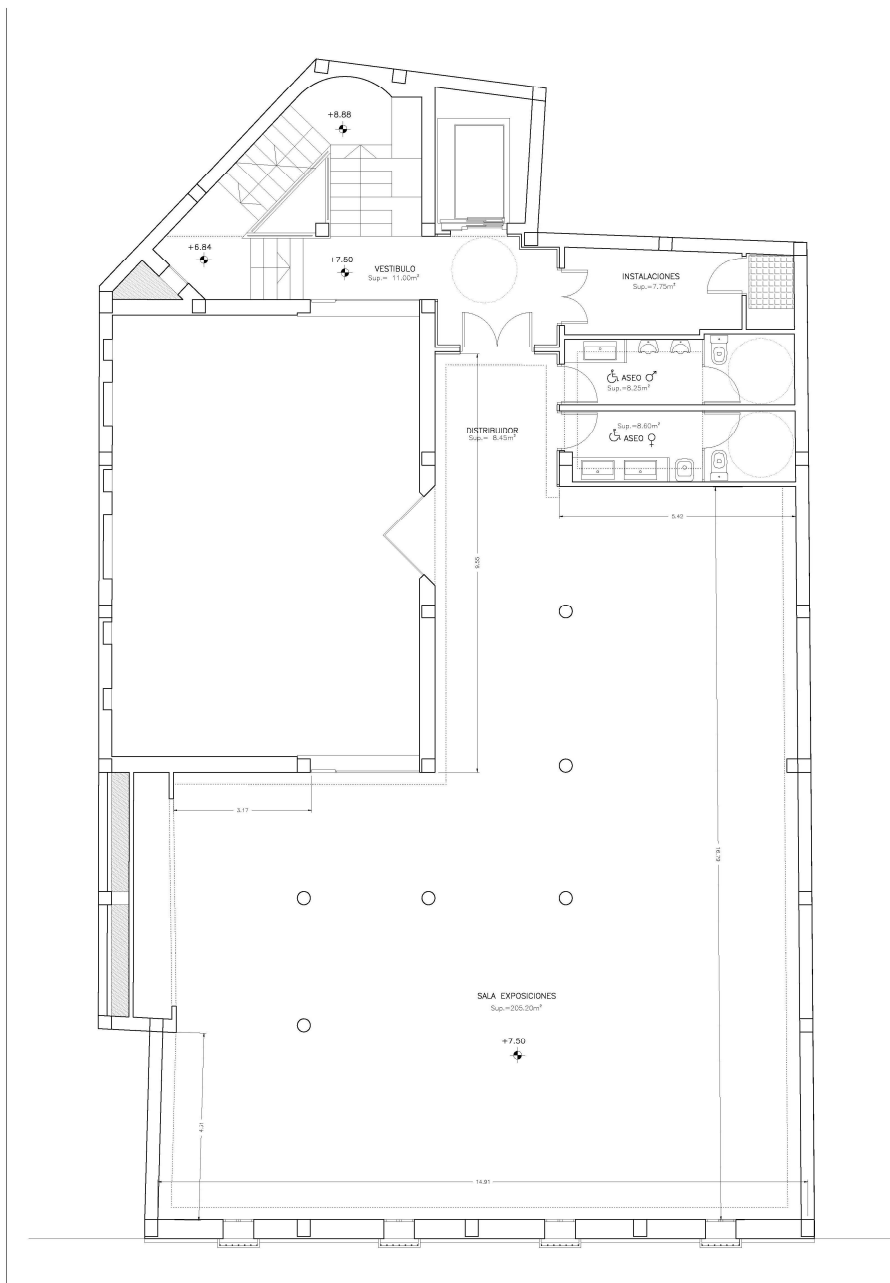 +8.88
+6.84
+7.50
VESTIBULO
Sup.= 11.00m²
INSTALACIONES
Sup.=7.75m²
ASEO
Sup.=8.25m²
Sup.=8.60m²
ASEO
DISTRIBUIDOR
Sup.= 8.45m²
5.42
9.55
3.17
16.79
SALA EXPOSICIONES
Sup.=205.20m²
+7.50
4.21
14.91